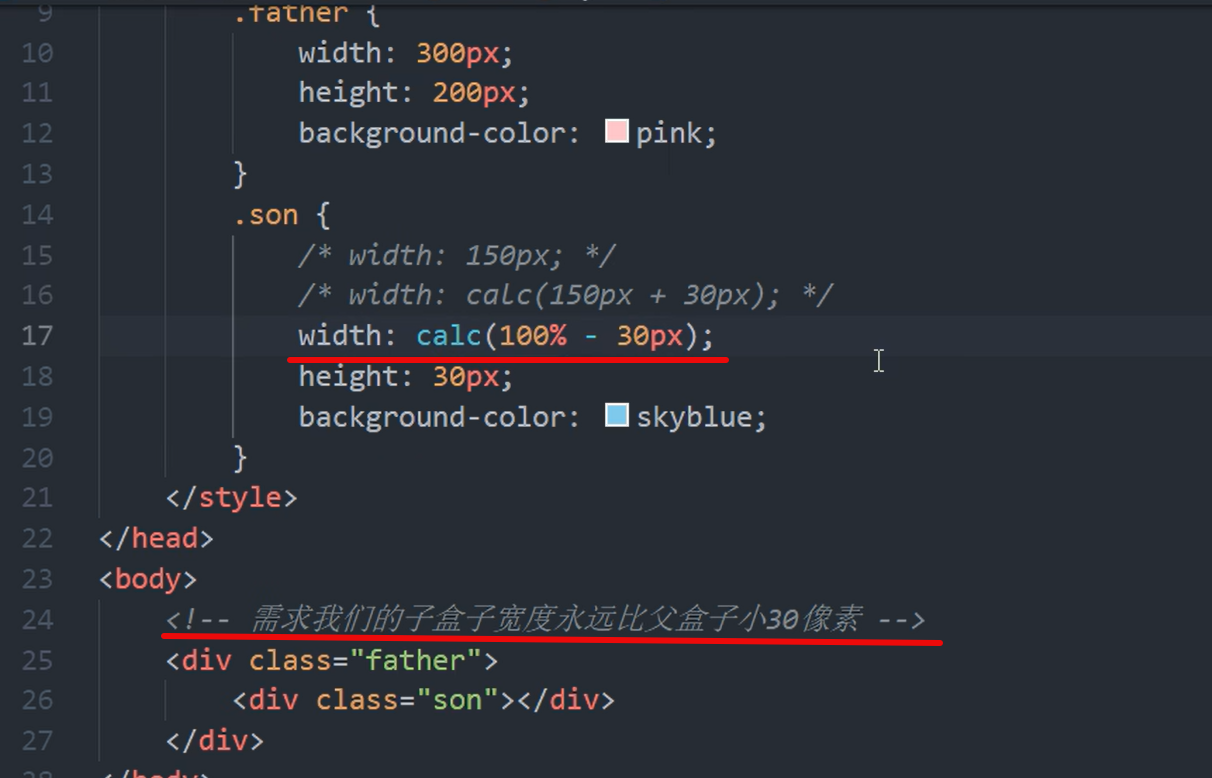 9 .father {
10 width: 300px;
11 height: 200px;
12 background-color: pink;
13 }
14 .son {
15 /* width: 150px; */
16 /* width: calc(150px + 30px); */
17 width: calc(100% - 30px);
18 height: 30px;
19 background-color: skyblue;
20 }
21 </style>
22 </head>
23 <body>
24 <!-- 需求我们的子盒子宽度永远比父盒子小30像素 -->
25 <div class="father">
26 <div class="son"></div>
27 </div>
28 </body>